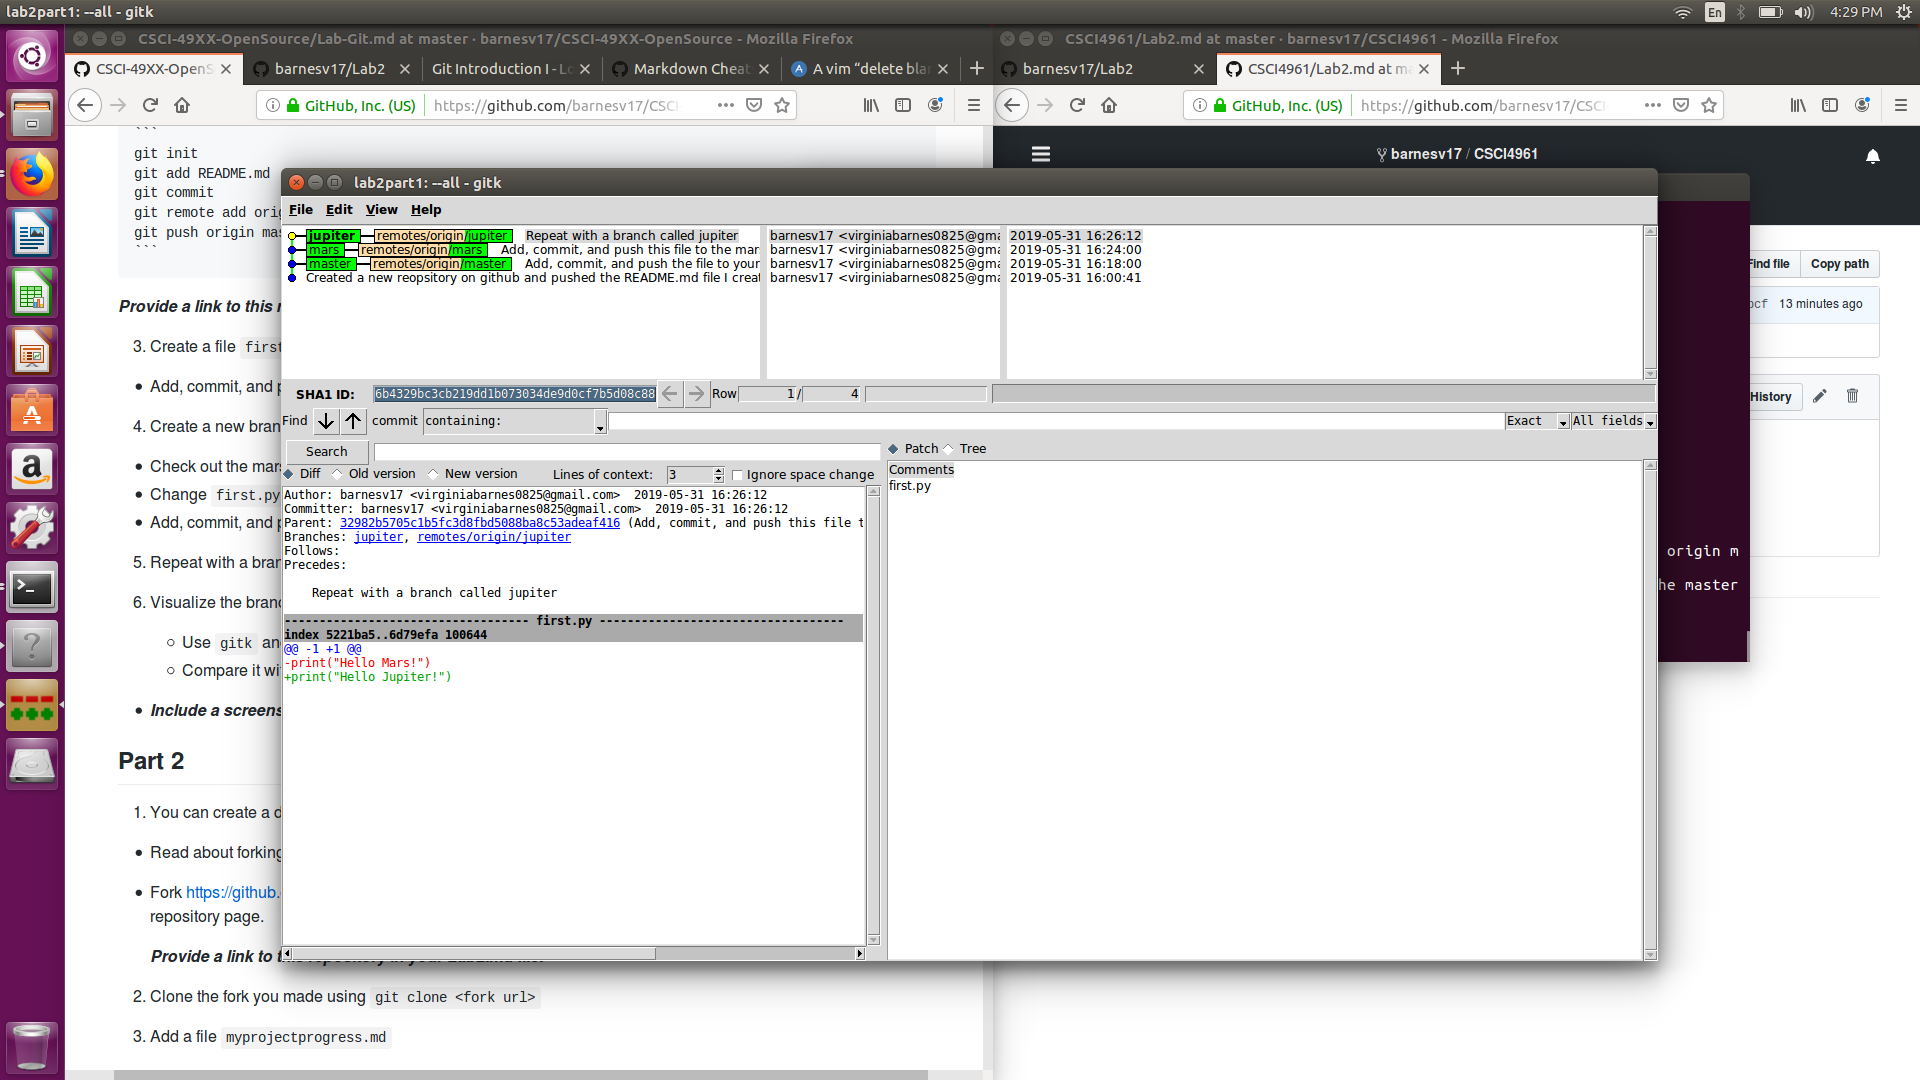 lab2part1: --all - gitk
En
4:29 PM
CSCI-49XX-OpenSource/Lab-Git.md at master · barnesv17/CSCI-49XX-OpenSource - Mozilla Firefox
CSCI-49XX-OpenS
barnesv17/Lab2
Git Introduction I - L
Markdown Chea
A vim “delete bla
GitHub, Inc. (US)
https://github.com/barnesv17/CSC
CSCI4961/Lab2.md at master · barnesv17/CSCI4961 - Mozilla Firefox
barnesv17/Lab2
CSCI4961/Lab2.md at ma
GitHub, Inc. (US)
https://github.com/barnesv17/CSC
barnesv17 / CSCI4961
```
git init
git add README.md
git commit
git remote add orig
git push origin mas
```
Provide a link to this r
3. Create a file first
Add, commit, and p
4. Create a new bran
Check out the mars
Change first.py
Add, commit, and p
5. Repeat with a bran
6. Visualize the branc
Use gitk an
Compare it wi
Include a screens
Part 2
1. You can create a d
Read about forking
Fork https://github.
repository page.
Provide a link to
2. Clone the fork you made using git clone <fork url>
3. Add a file myprojectprogress.md
lab2part1: --all - gitk
File Edit View Help
jupiter remotes/origin/jupiter Repeat with a branch called jupiter barnesv17 <virginiabarnes0825@gma 2019-05-31 16:26:12
mars remotes/origin/mars Add, commit, and push this file to the mar barnesv17 <virginiabarnes0825@gma 2019-05-31 16:24:00
master remotes/origin/master Add, commit, and push the file to your barnesv17 <virginiabarnes0825@gma 2019-05-31 16:18:00
Created a new reopsitory on github and pushed the README.md file I creat barnesv17 <virginiabarnes0825@gma 2019-05-31 16:00:41
SHA1 ID: 6b4329bc3cb219dd1b073034de9d0cf7b5d08c88 Row 1 / 4
Find commit containing: Exact All fields
Search
Diff Old version New version Lines of context: 3 Ignore space change
Patch Tree
Comments
first.py
Author: barnesv17 <virginiabarnes0825@gmail.com> 2019-05-31 16:26:12
Committer: barnesv17 <virginiabarnes0825@gmail.com> 2019-05-31 16:26:12
Parent: 32982b5705c1b5fc3d8fbd5088ba8c53adeaf416 (Add, commit, and push this file t
Branches: jupiter, remotes/origin/jupiter
Follows:
Precedes:
Repeat with a branch called jupiter
---------------------------------- first.py ----------------------------------
index 5221ba5..6d79efa 100644
@@ -1 +1 @@
-print("Hello Mars!")
+print("Hello Jupiter!")
Find file
Copy path
ocf 13 minutes ago
History
origin m
he master